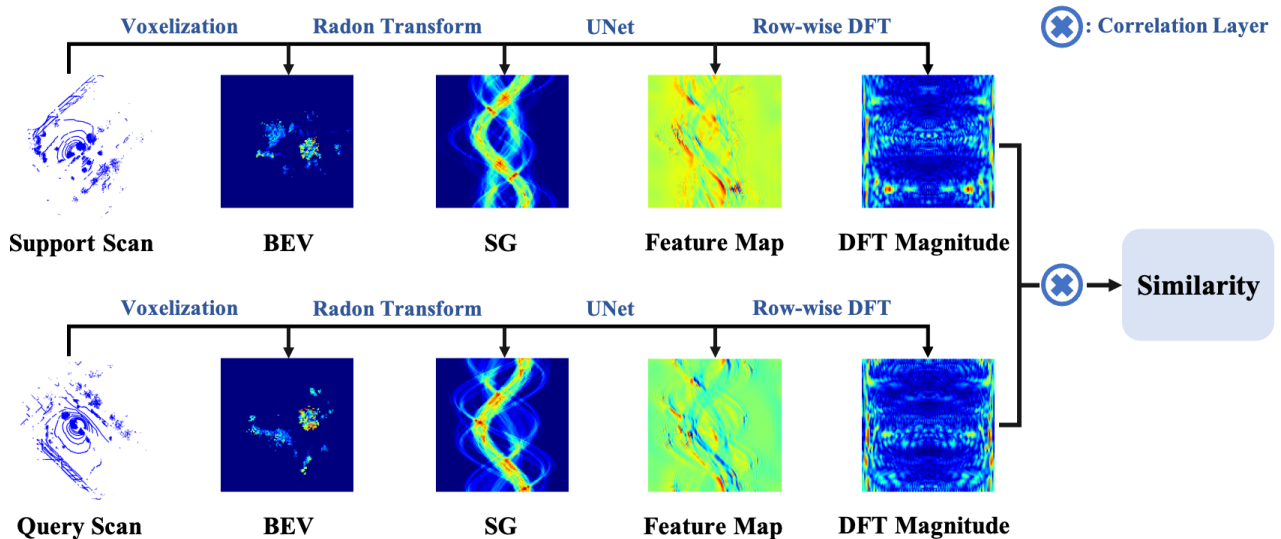 Voxelization Radon Transform UNet Row-wise DFT : Correlation Layer
Support Scan BEV SG Feature Map DFT Magnitude
Similarity
Voxelization Radon Transform UNet Row-wise DFT
Query Scan BEV SG Feature Map DFT Magnitude